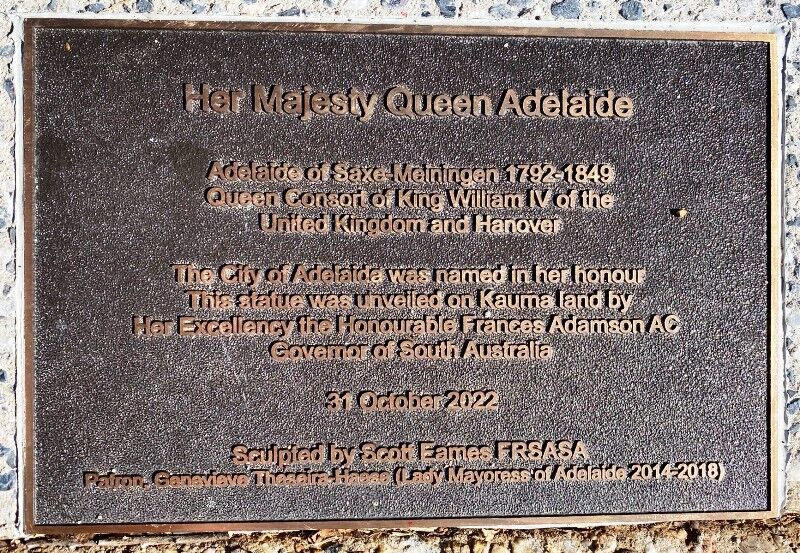 Her Majesty Queen Adelaide
Adelaide of Saxe-Meiningen 1792-1849
Queen Consort of King William IV of the
United Kingdom and Hanover
The City of Adelaide was named in her honour
This statue was unveiled on Kaurna land by
Her Excellency the Honourable Frances Adamson AC
Governor of South Australia
31 October 2022
Sculpted by Scott Eames FRSASA
Patron, Genevieve Theseira-Haese (Lady Mayoress of Adelaide 2014-2018)